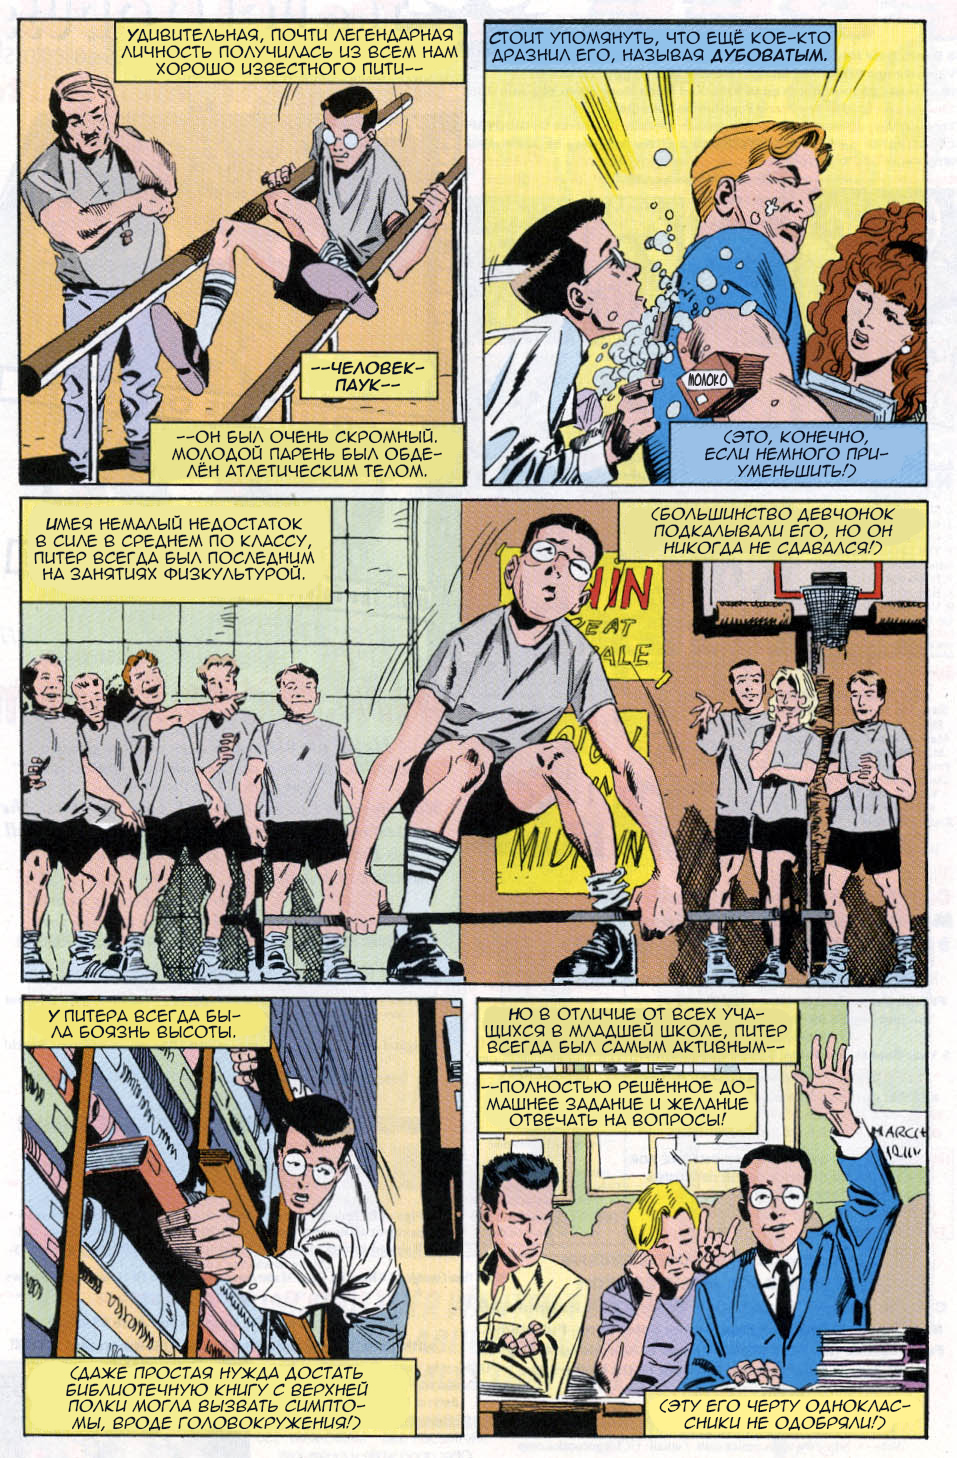 Удивительная, почти легендарная
личность получилась из всем нам
хорошо известного Пити--
--Человек-
паук--
--он был очень скромный.
Молодой парень был обде-
лён атлетическим телом.
Стоит упомянуть, что ещё кое-кто
дразнил его, называя дубоватым.
МОЛОКО
(Это, конечно,
если немного при-
уменьшить!)
Имея немалый недостаток
в силе в среднем по классу,
Питер всегда был последним
на занятиях физкультурой.
(Большинство девчонок
подкалывали его, но он
никогда не сдавался!)
У Питера всегда бы-
ла боязнь высоты.
(Даже простая нужда достать
библиотечную книгу с верхней
полки могла вызвать симпто-
мы, вроде головокружения!)
Но в отличие от всех уча-
щихся в младшей школе, Питер
всегда был самым активным--
--полностью решённое до-
машнее задание и желание
отвечать на вопросы!
MARCH
(Эту его черту одноклас-
сники не одобряли!)